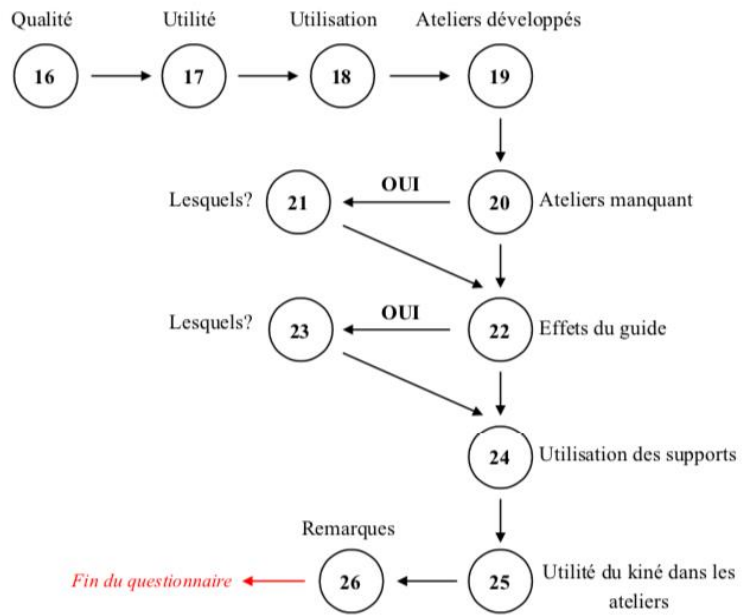 Qualité Utilité Utilisation Ateliers développés
16 17 18 19
OUI
Lesquels? 21 20 Ateliers manquant
OUI
Lesquels? 23 22 Effets du guide
24 Utilisation des supports
Remarques
Fin du questionnaire 26 25 Utilité du kiné dans les
ateliers